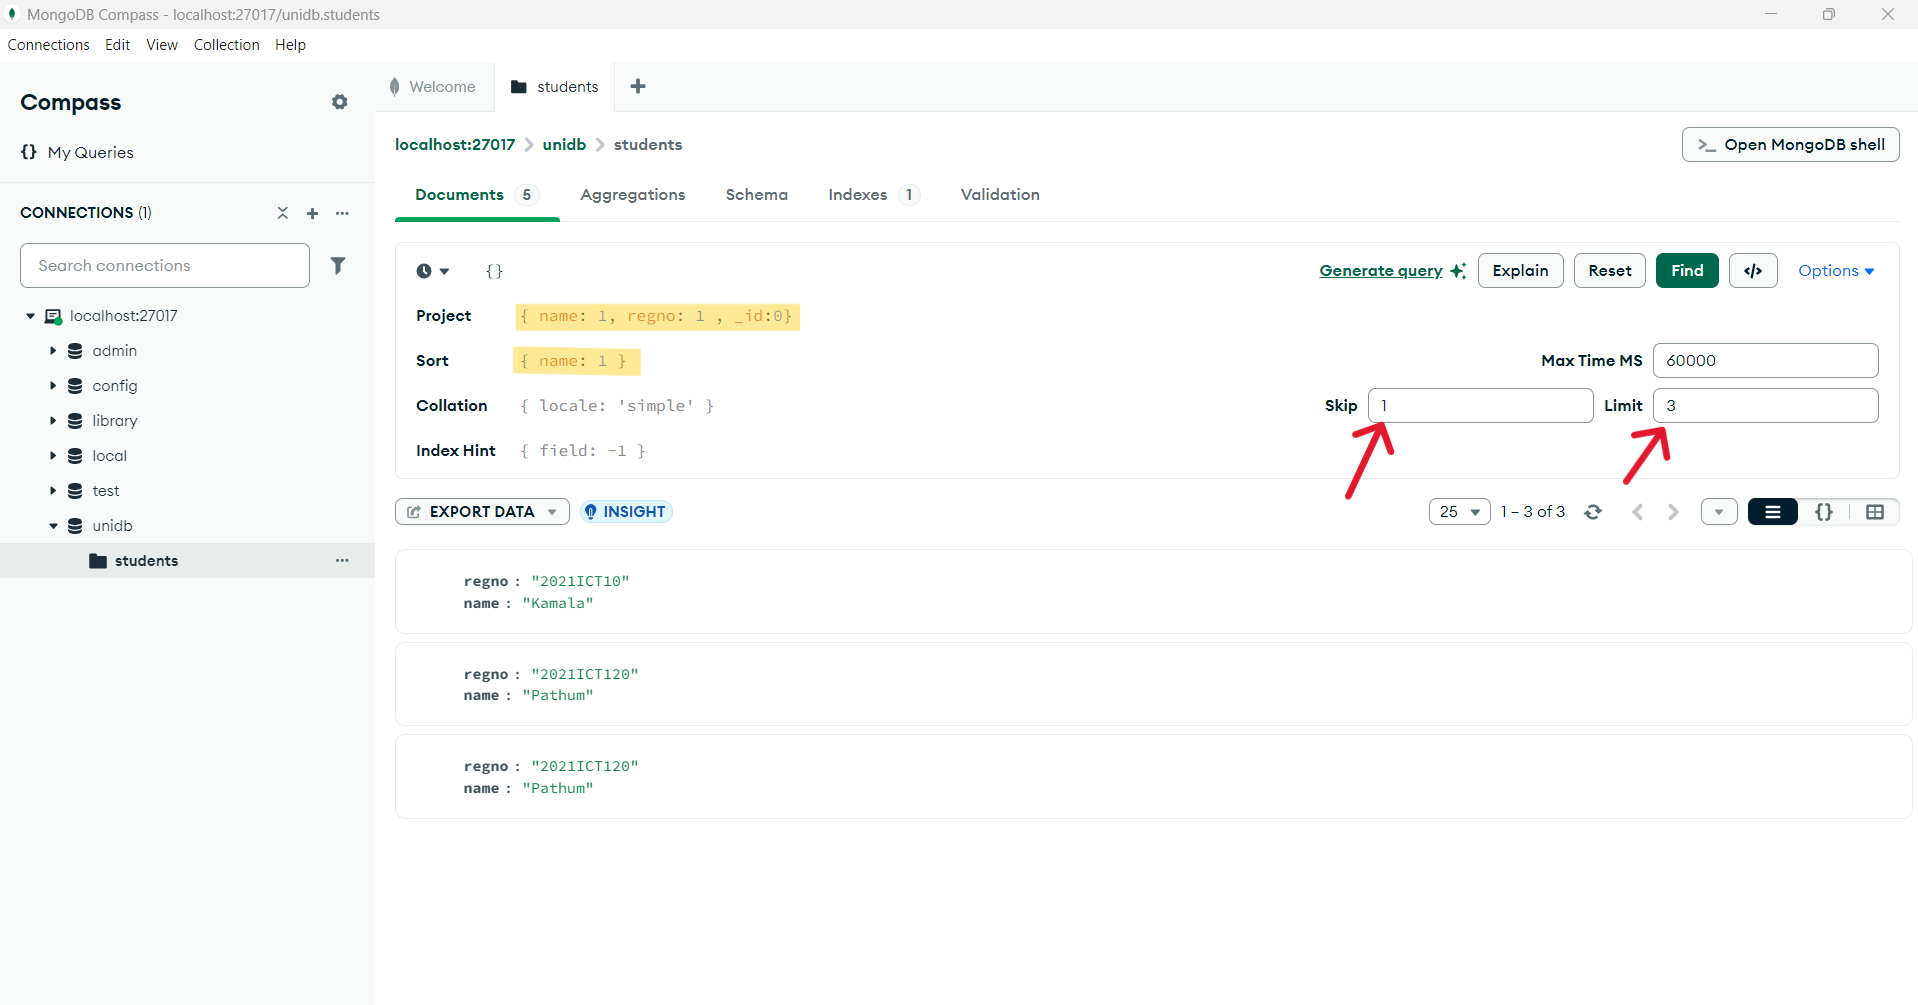 MongoDB Compass - localhost:27017/unidb.students
Connections Edit View Collection Help
Compass
{} My Queries
CONNECTIONS (1)
Search connections
localhost:27017
admin
config
library
local
test
unidb
students
Welcome
students
localhost:27017 > unidb > students
>_ Open MongoDB shell
Documents 5 Aggregations Schema Indexes 1 Validation
{} Generate query Explain Reset Find </> Options
Project { name: 1, regno: 1 , _id:0}
Sort { name: 1 } Max Time MS 60000
Collation { locale: 'simple' } Skip 1 Limit 3
Index Hint { field: -1 }
EXPORT DATA INSIGHT 25 1 – 3 of 3 {}
regno : "2021ICT10"
name : "Kamala"
regno : "2021ICT120"
name : "Pathum"
regno : "2021ICT120"
name : "Pathum"